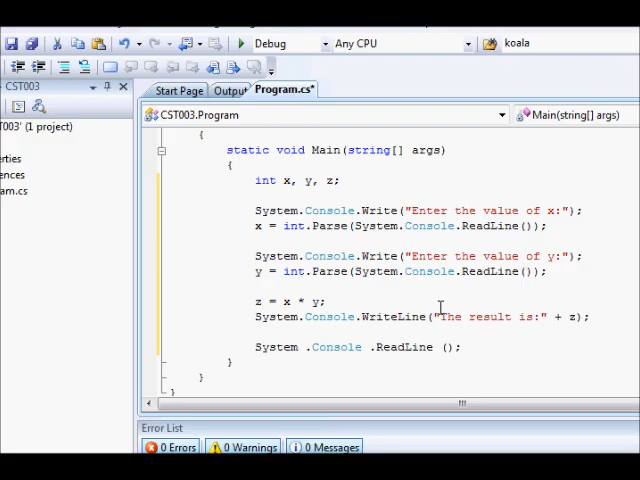 Debug Any CPU koala
CST003
Start Page Output Program.cs*
CST003.Program Main(string[] args)
T003' (1 project)
erties
ences
am.cs
{
static void Main(string[] args)
{
int x, y, z;
System.Console.Write("Enter the value of x:");
x = int.Parse(System.Console.ReadLine());
System.Console.Write("Enter the value of y:");
y = int.Parse(System.Console.ReadLine());
z = x * y;
System.Console.WriteLine("The result is:" + z);
System .Console .ReadLine ();
}
}
}
Error List
0 Errors 0 Warnings 0 Messages